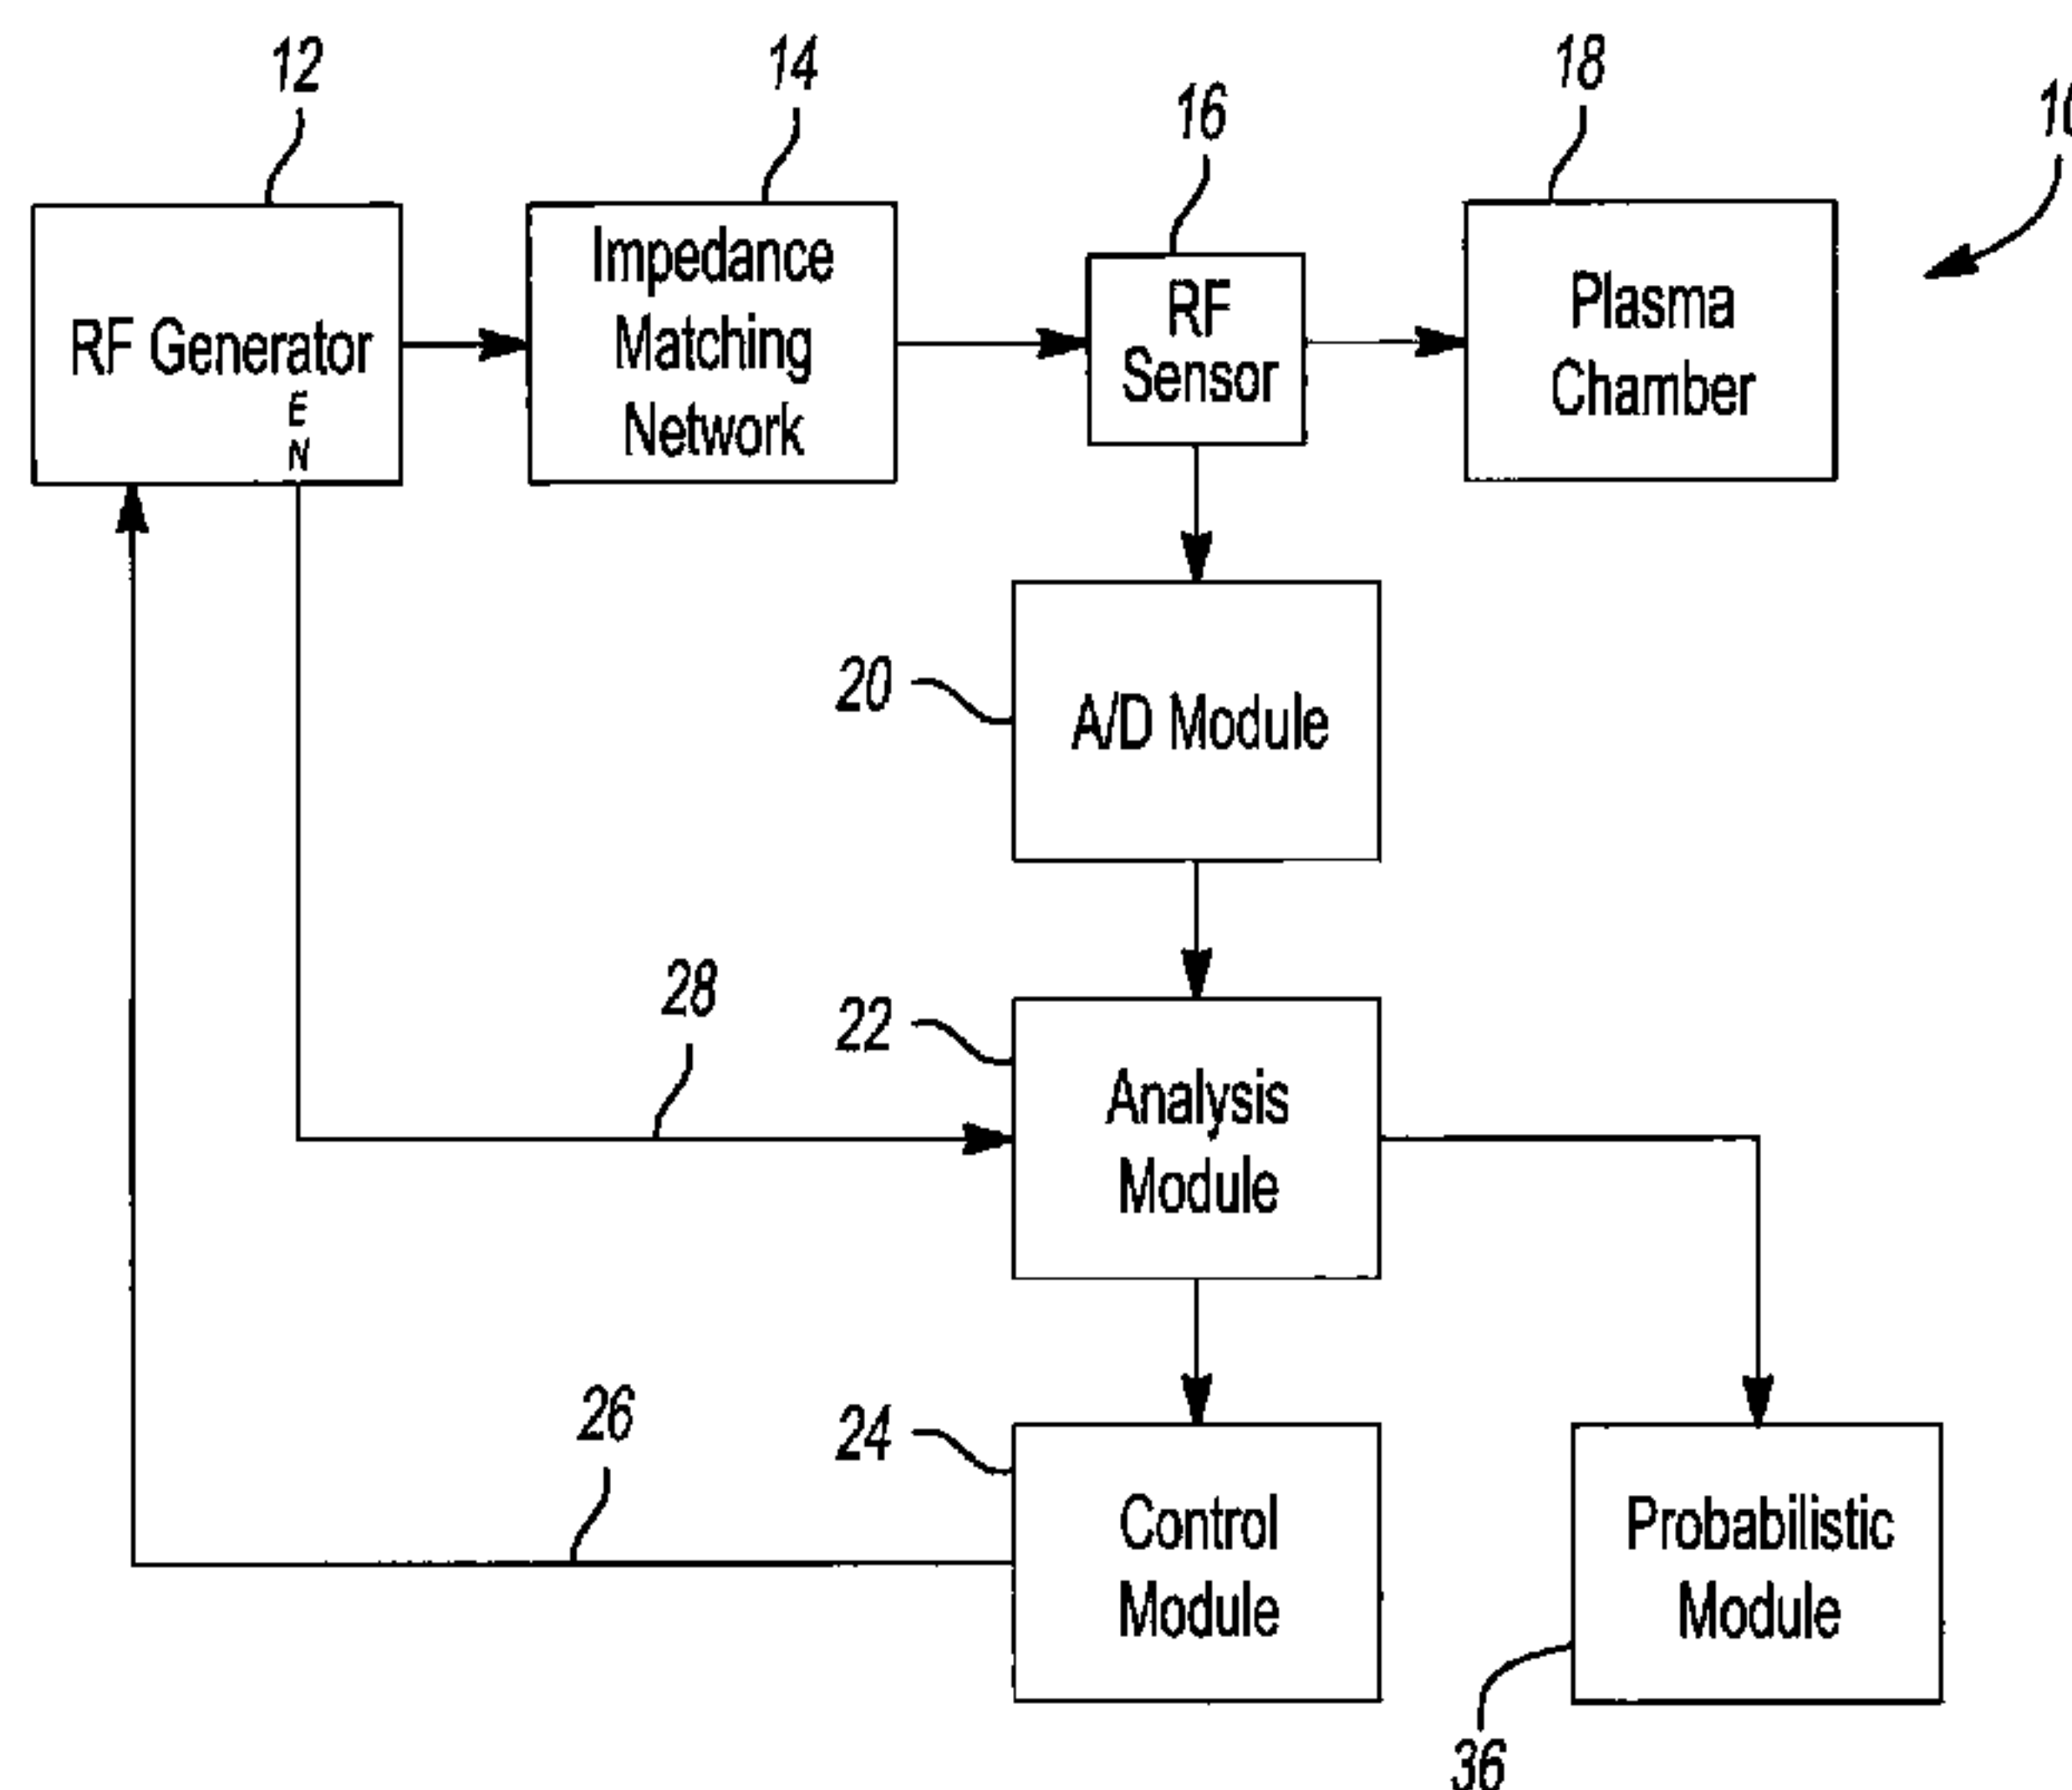 12
14
16
18
10
RF Generator
E
N
Impedance
Matching
Network
RF
Sensor
Plasma
Chamber
20
A/D Module
28
22
Analysis
Module
26
24
Control
Module
Probabilistic
Module
36